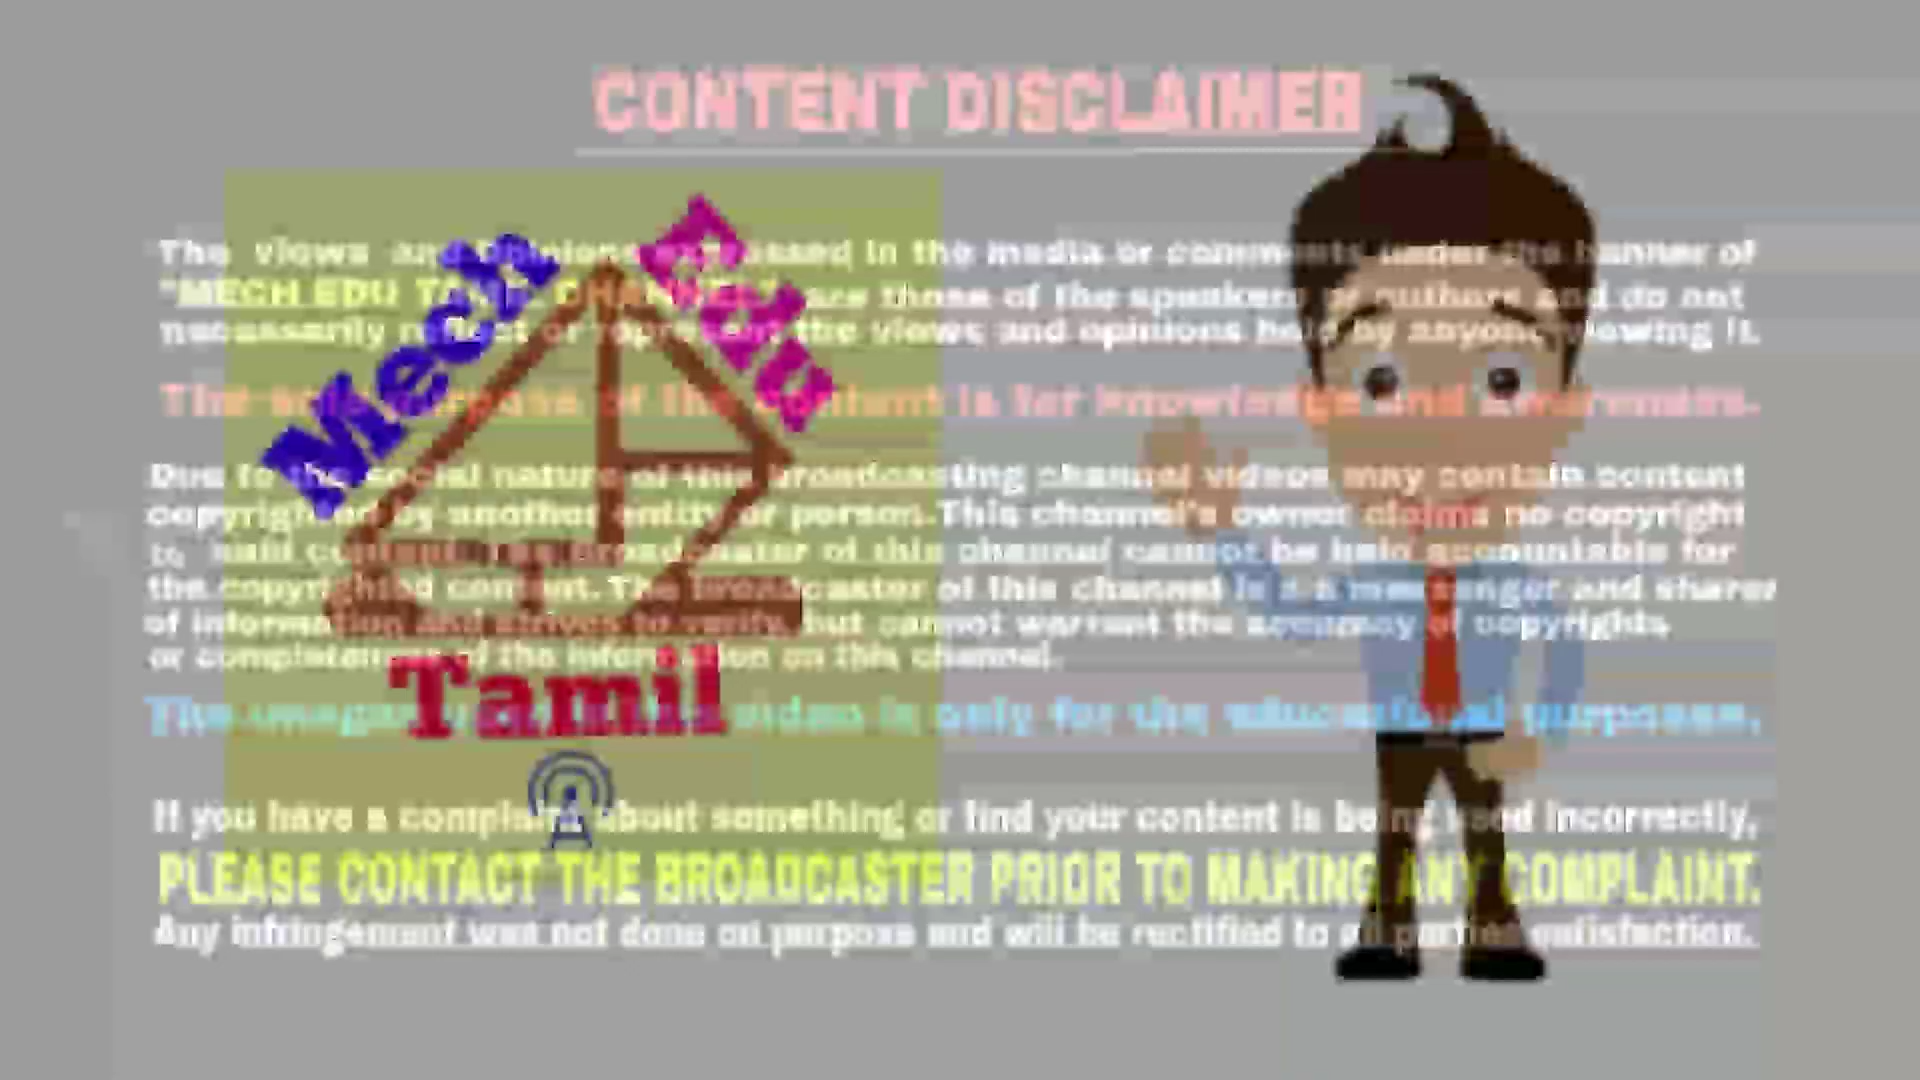 CONTENT DISCLAIMER
The views and opinions expressed in the media or comments under the banner of
"MECH EDU TAMIL CHANNEL" are those of the speakers or authors and do not
necessarily reflect or represent the views and opinions held by anyone viewing it.
The sole purpose of the content is for knowledge and awareness.
Due to the social nature of this broadcasting channel videos may contain content
copyrighted by another entity or person. This channel's owner claims no copyright
to said content. The broadcaster of this channel cannot be held accountable for
the copyrighted content. The broadcaster of this channel is a messenger and sharer
of information and strives to verify, but cannot warrant the accuracy of copyrights
or completeness of the information on this channel.
The images in this video is only for the educational purposes.
If you have a complaint about something or find your content is being used incorrectly,
PLEASE CONTACT THE BROADCASTER PRIOR TO MAKING ANY COMPLAINT.
Any infringement was not done on purpose and will be rectified to all parties satisfaction.
Mech
Edu
Tamil